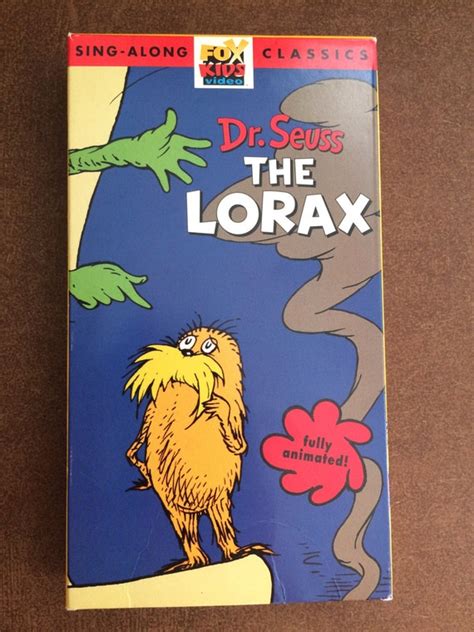 SING-ALONG FOX KIDS video CLASSICS
Dr. Seuss
THE
LORAX
fully
animated!